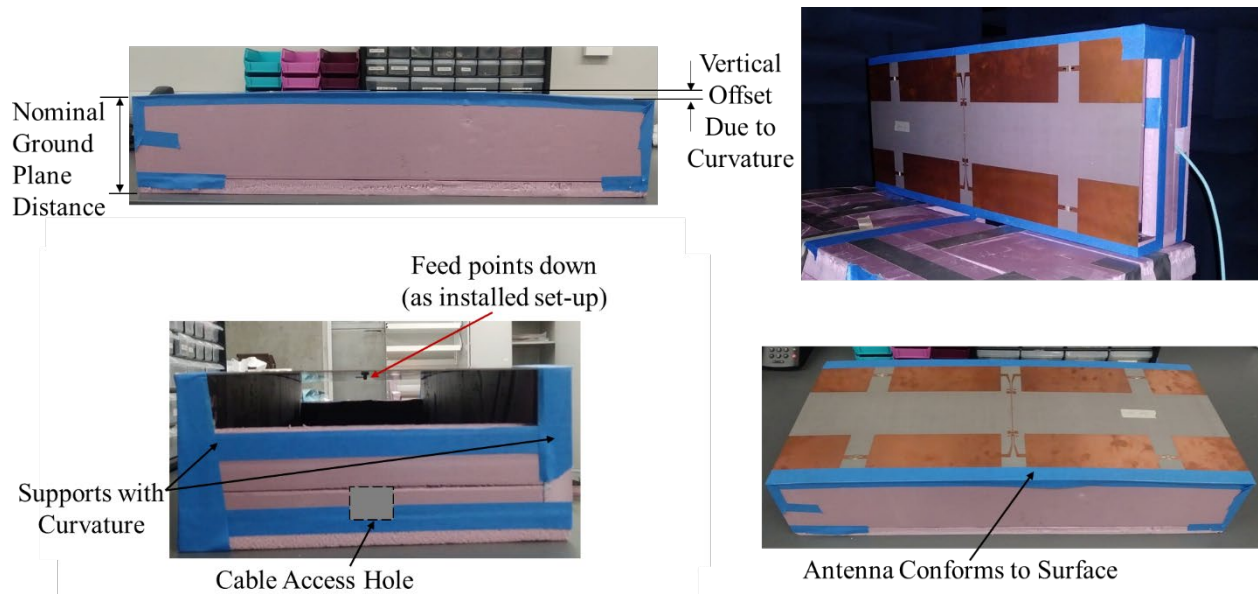 Nominal
Ground
Plane
Distance
Vertical
Offset
Due to
Curvature
Feed points down
(as installed set-up)
Supports with
Curvature
Cable Access Hole
Antenna Conforms to Surface